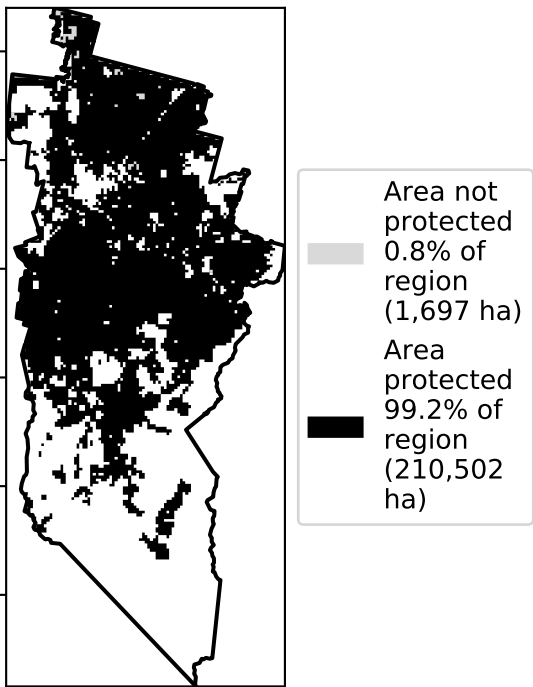 Area not
protected
0.8% of
region
(1,697 ha)
Area
protected
99.2% of
region
(210,502
ha)